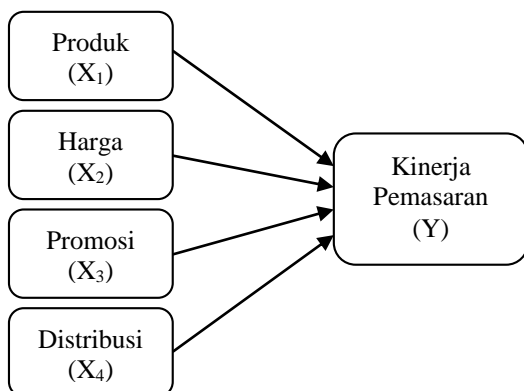 Produk
(X₁)
Harga
(X₂)
Promosi
(X₃)
Distribusi
(X₄)
Kinerja
Pemasaran
(Y)